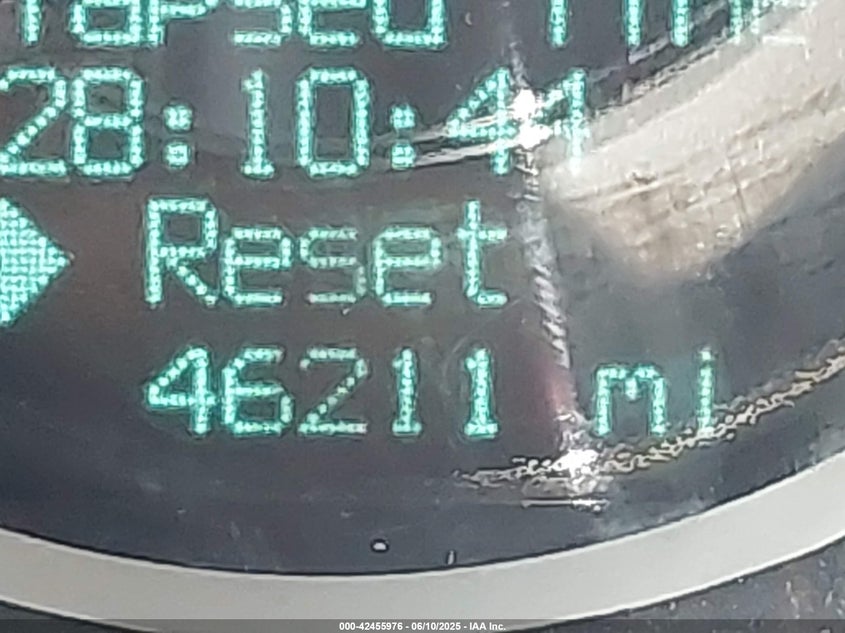 28:10:41
Reset
46211 mi
000-42455976 - 06/10/2025 - IAA Inc.